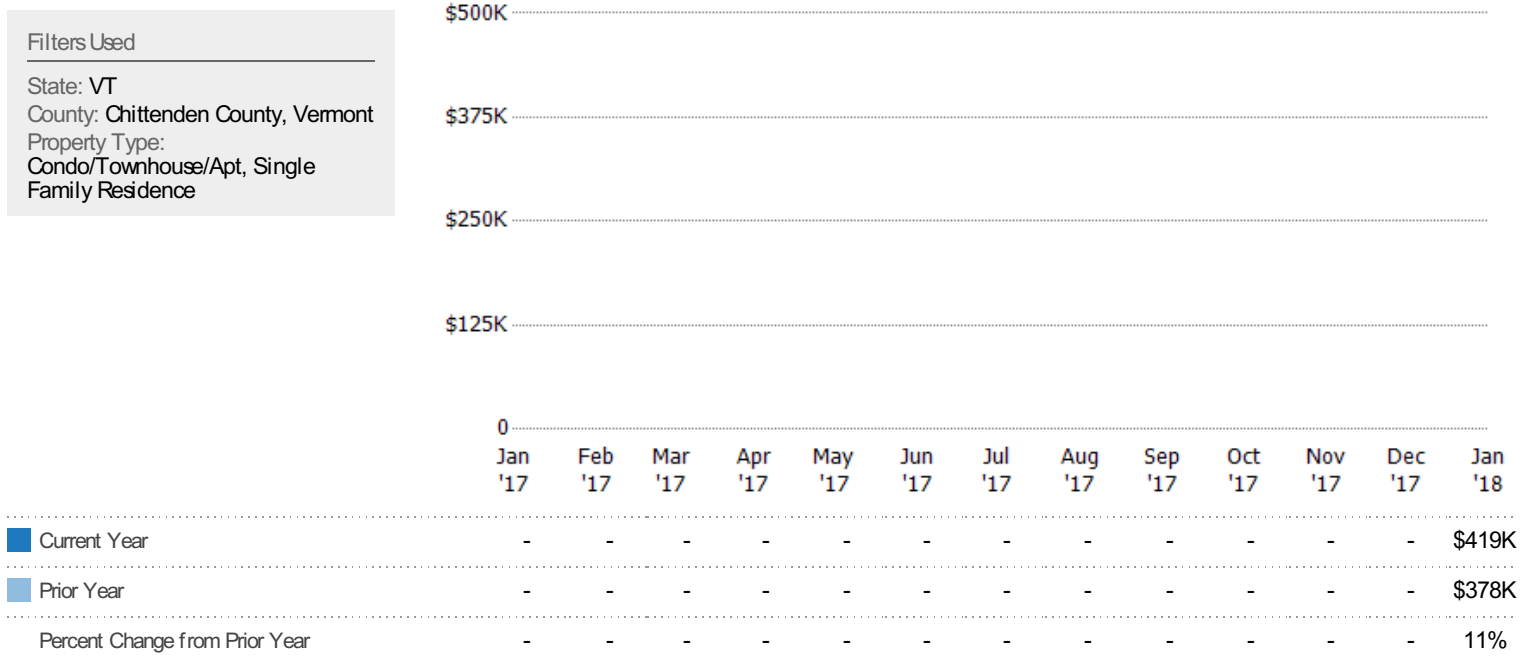 Filters Used
State: VT
County: Chittenden County, Vermont
Property Type:
Condo/Townhouse/Apt, Single
Family Residence
$500K
$375K
$250K
$125K
0
Jan Feb Mar Apr May Jun Jul Aug Sep Oct Nov Dec Jan
'17 '17 '17 '17 '17 '17 '17 '17 '17 '17 '17 '17 '18
Current Year - - - - - - - - - - - - $419K
Prior Year - - - - - - - - - - - - $378K
Percent Change from Prior Year - - - - - - - - - - - - 11%